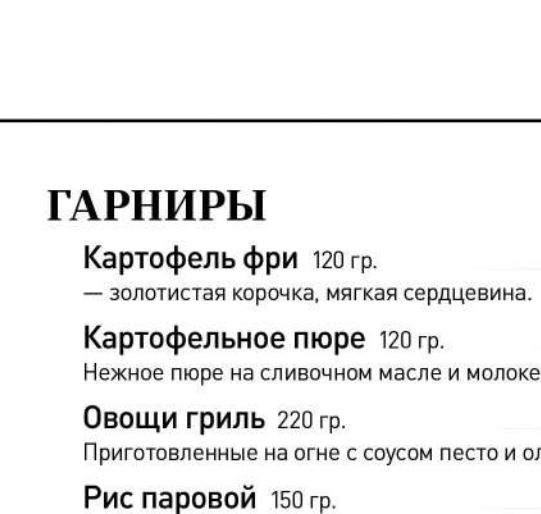 ГАРНИРЫ
Картофель фри 120 гр.
— золотистая корочка, мягкая сердцевина.
Картофельное пюре 120 гр.
Нежное пюре на сливочном масле и молоке
Овощи гриль 220 гр.
Приготовленные на огне с соусом песто и
Рис паровой 150 гр.